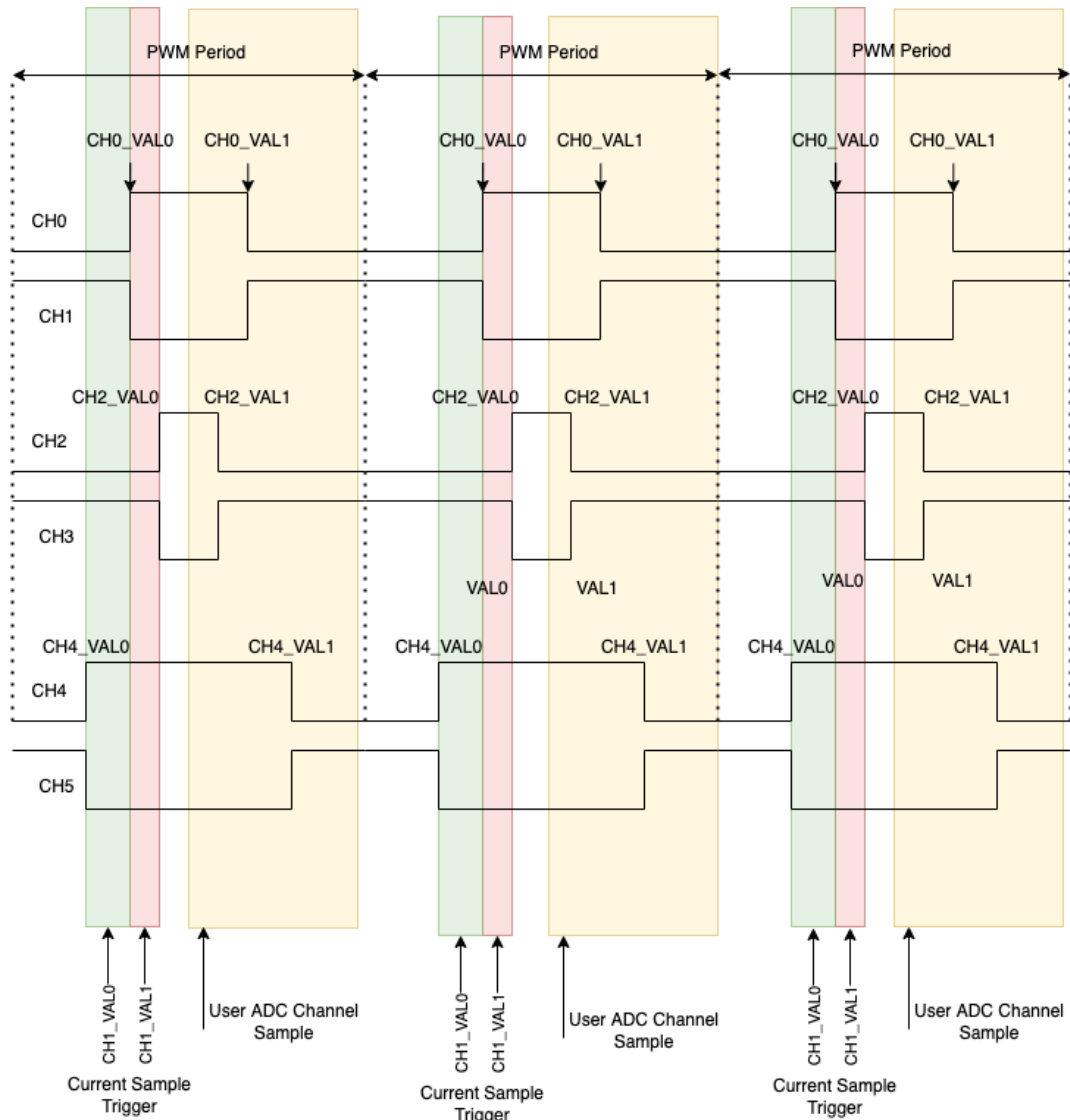 PWM Period
PWM Period
PWM Period
CH0_VAL0
CH0_VAL1
CH0_VAL0
CH0_VAL1
CH0_VAL0
CH0_VAL1
CH0
CH1
CH2_VAL0
CH2_VAL1
CH2_VAL0
CH2_VAL1
CH2_VAL0
CH2_VAL1
CH2
CH3
VAL0
VAL1
VAL0
VAL1
CH4_VAL0
CH4_VAL1
CH4_VAL0
CH4_VAL1
CH4_VAL0
CH4_VAL1
CH4
CH5
CH1_VAL0
CH1_VAL1
User ADC Channel
Sample
Current Sample
Trigger
CH1_VAL0
CH1_VAL1
User ADC Channel
Sample
Current Sample
Trigger
CH1_VAL0
CH1_VAL1
User ADC Channel
Sample
Current Sample
Trigger